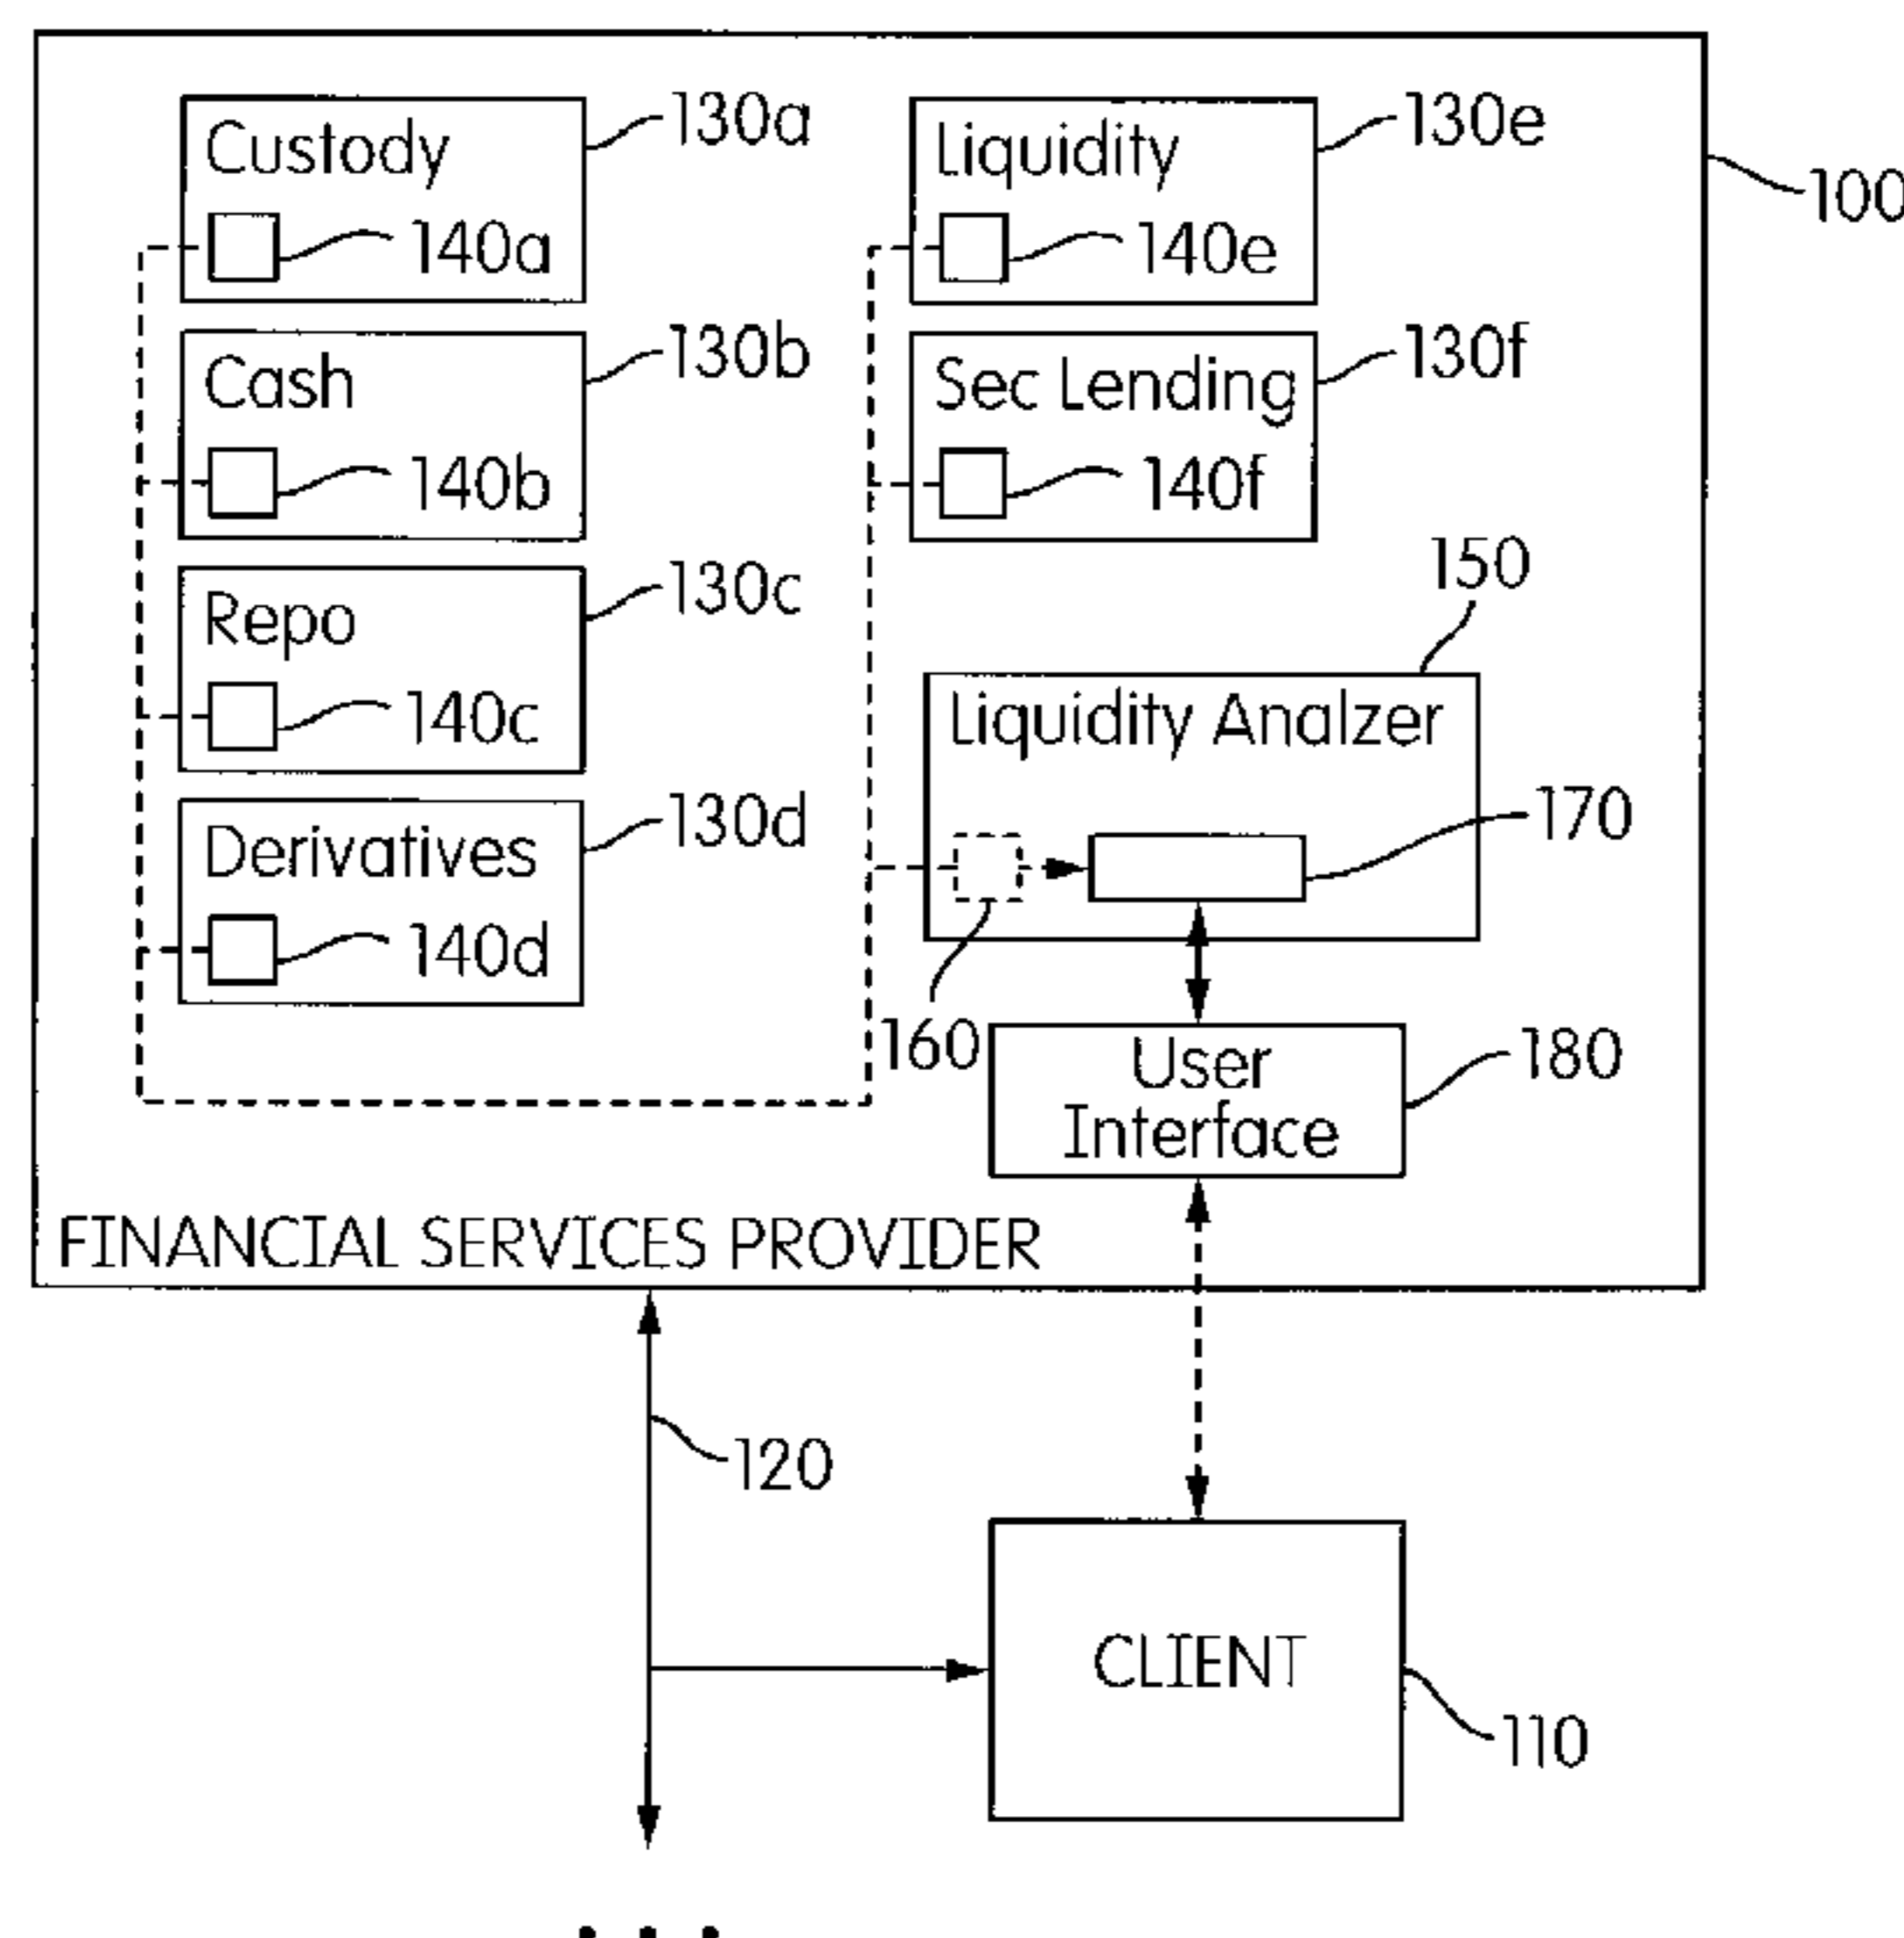 Custody
130a
140a
Cash
130b
140b
Repo
130c
140c
Derivatives
130d
140d
Liquidity
130e
140e
Sec Lending
130f
140f
100
150
Liquidity Analzer
170
160
User
Interface
180
FINANCIAL SERVICES PROVIDER
120
CLIENT
110